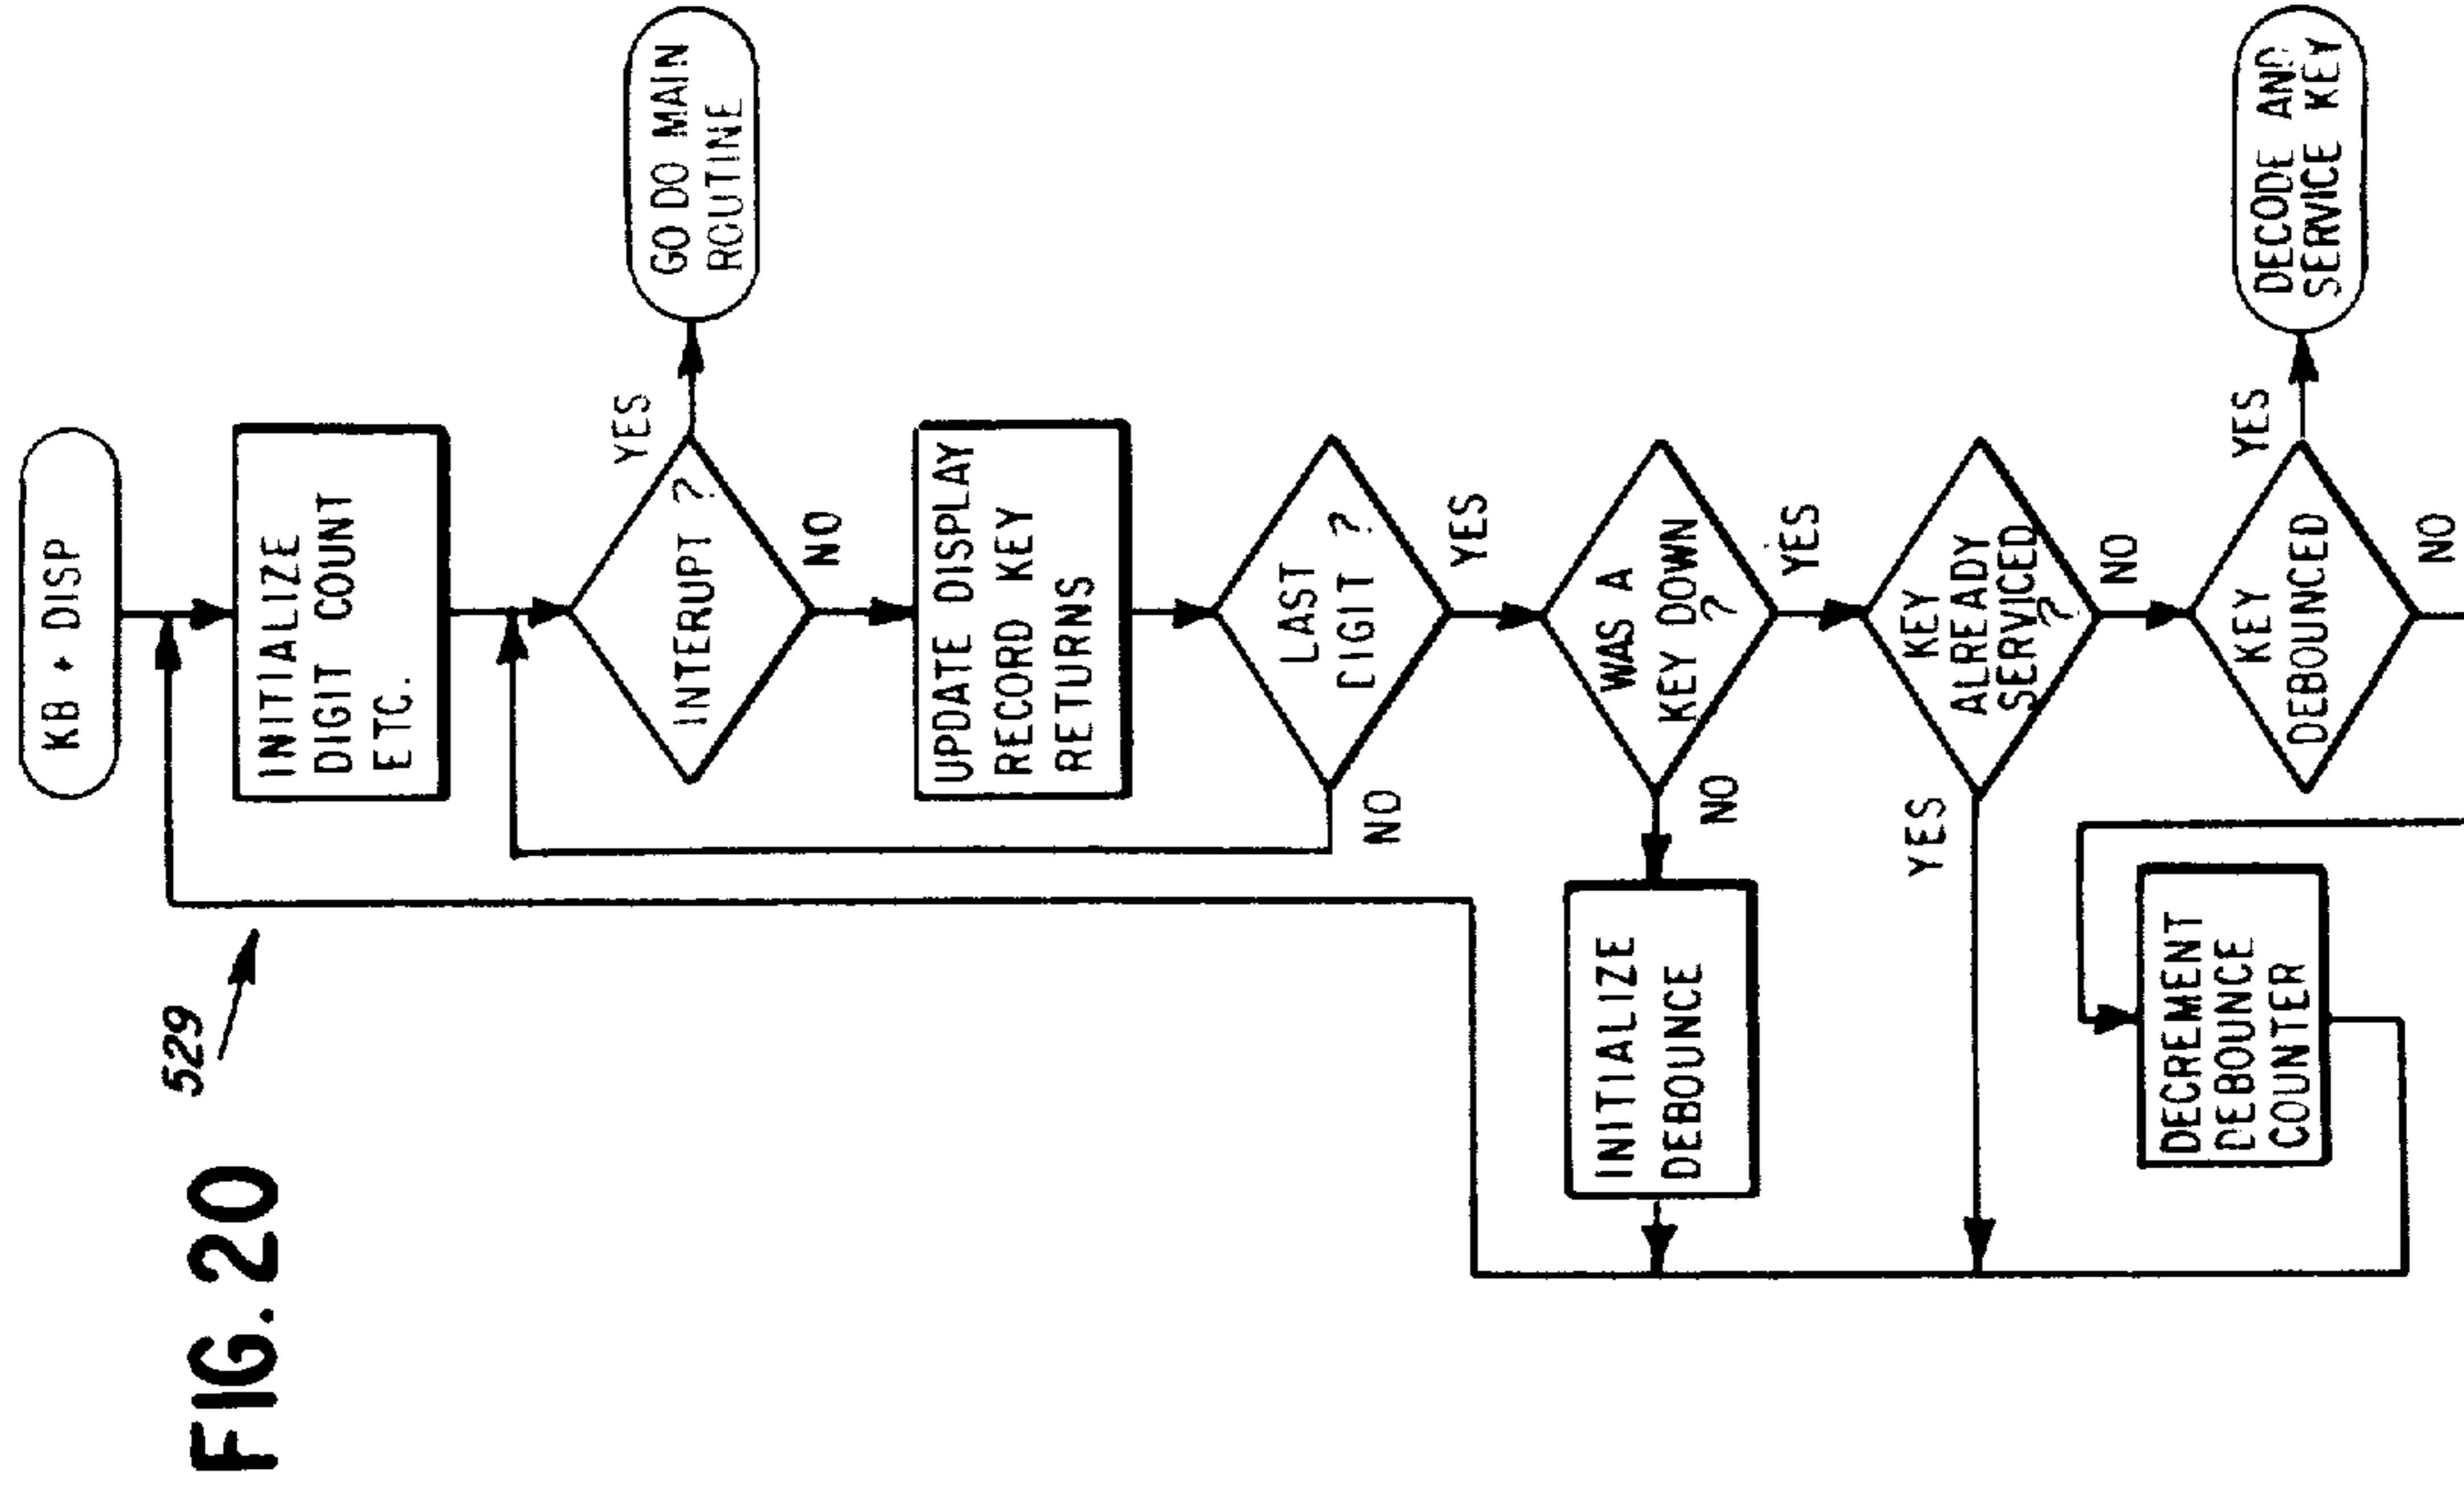 FIG. 20
529
KB + DISP
INITIALIZE
DIGIT COUNT
ETC.
INTERUPT ?
YES
GO DO MAIN
ROUTINE
NO
UPDATE DISPLAY
RECORD KEY
RETURNS
LAST
DIGIT ?
NO
YES
WAS A
KEY DOWN
?
NO
INITIALIZE
DEBOUNCE
YES
KEY
ALREADY
SERVICED
?
YES
NO
KEY
DEBOUNCED
YES
DECODE AND
SERVICE KEY
NO
DECREMENT
DEBOUNCE
COUNTER